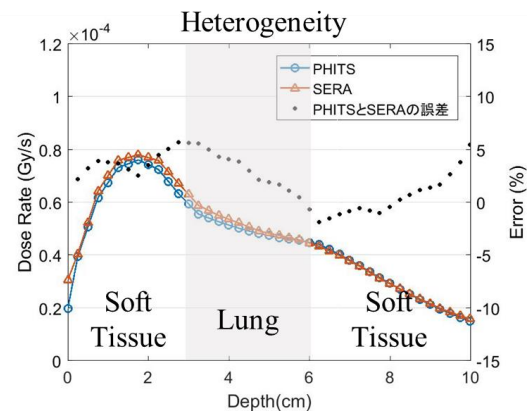 Heterogeneity
× 10⁻⁴
1.2
1
0.8
0.6
0.4
0.2
0
Dose Rate (Gy/s)
15
10
5
0
-5
-10
-15
Error (%)
PHITS
SERA
PHITSとSERAの誤差
Soft
Tissue
Lung
Soft
Tissue
0 2 4 6 8 10
Depth(cm)